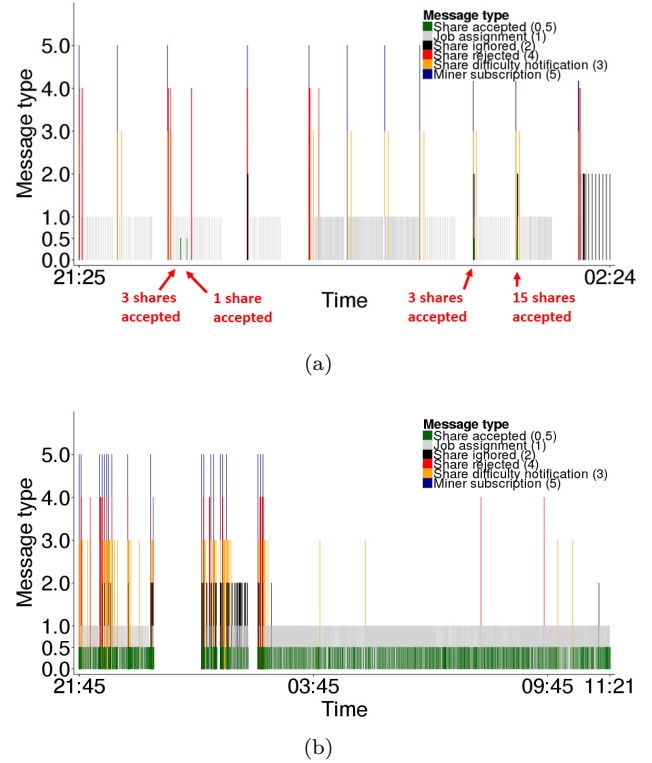 Message type
Share accepted (0.5)
Job assignment (1)
Share ignored (2)
Share rejected (4)
Share difficulty notification (3)
Miner subscription (5)
Message type
5.0
4.0
3.0
2.0
1.0
0.5
0.0
21:25
02:24
Time
3 shares
accepted
1 share
accepted
3 shares
accepted
15 shares
accepted
(a)
Message type
Share accepted (0.5)
Job assignment (1)
Share ignored (2)
Share rejected (4)
Share difficulty notification (3)
Miner subscription (5)
Message type
5.0
4.0
3.0
2.0
1.0
0.5
0.0
21:45
03:45
09:45
11:21
Time
(b)